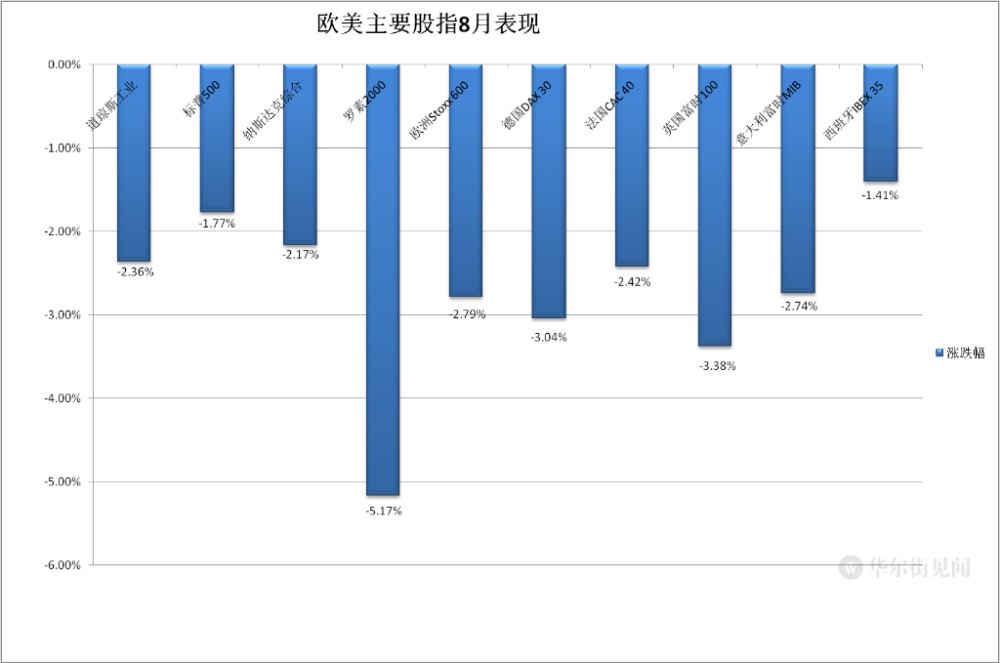 欧美主要股指8月表现
0.00%
-1.00%
-2.00%
-3.00%
-4.00%
-5.00%
-6.00%
道琼斯工业
标普500
纳斯达克综合
罗素2000
欧洲Stoxx 600
德国DAX 30
法国CAC 40
英国富时100
意大利富时MIB
西班牙IBEX 35
-2.36%
-1.77%
-2.17%
-5.17%
-2.79%
-3.04%
-2.42%
-3.38%
-2.74%
-1.41%
涨跌幅
W 华尔街见闻